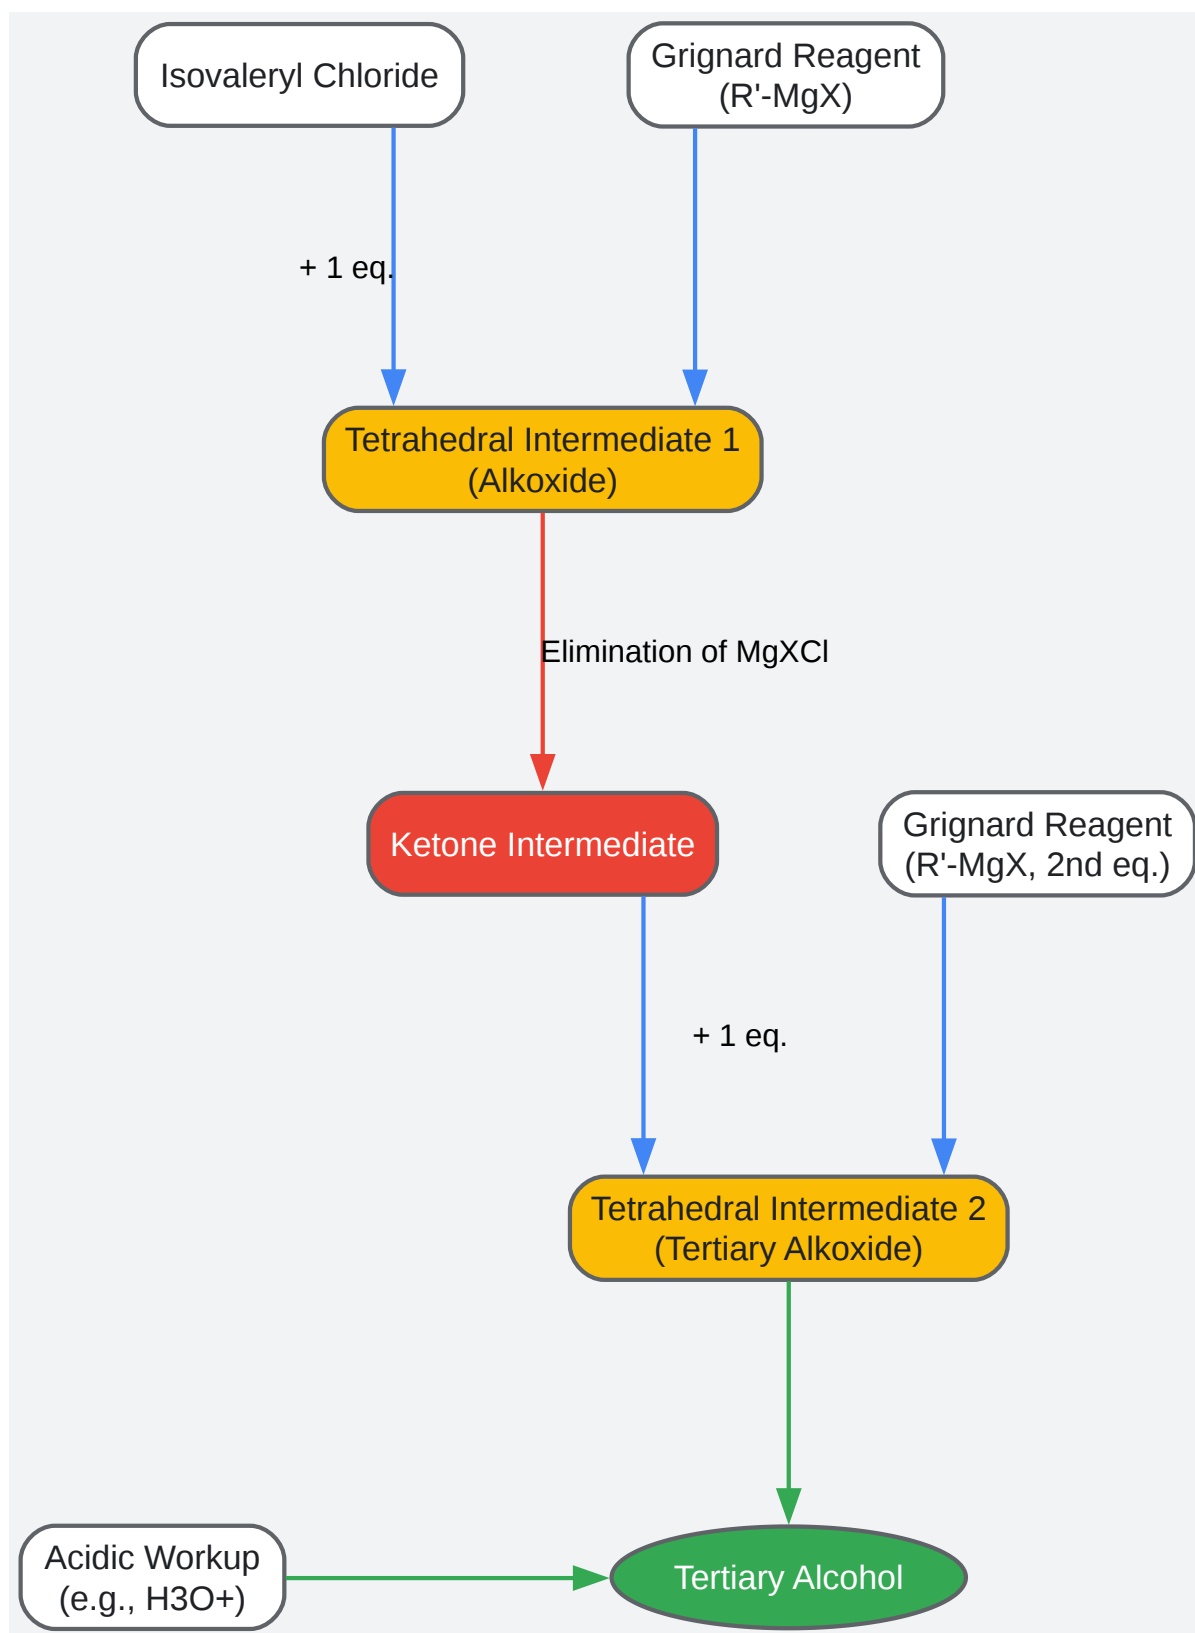 Isovaleryl Chloride
Grignard Reagent
(R'-MgX)
+ 1 eq.
Tetrahedral Intermediate 1
(Alkoxide)
Elimination of MgXCl
Ketone Intermediate
Grignard Reagent
(R'-MgX, 2nd eq.)
+ 1 eq.
Tetrahedral Intermediate 2
(Tertiary Alkoxide)
Acidic Workup
(e.g., H3O+)
Tertiary Alcohol